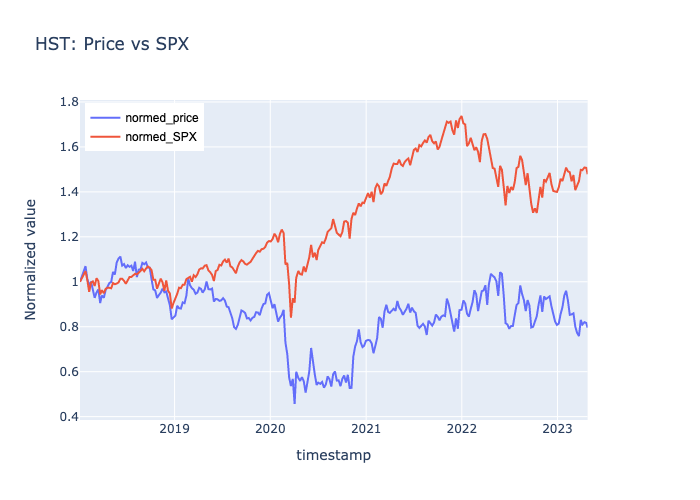 HST: Price vs SPX
normed_price
normed_SPX
Normalized value
1.8
1.6
1.4
1.2
1
0.8
0.6
0.4
2019
2020
2021
2022
2023
timestamp